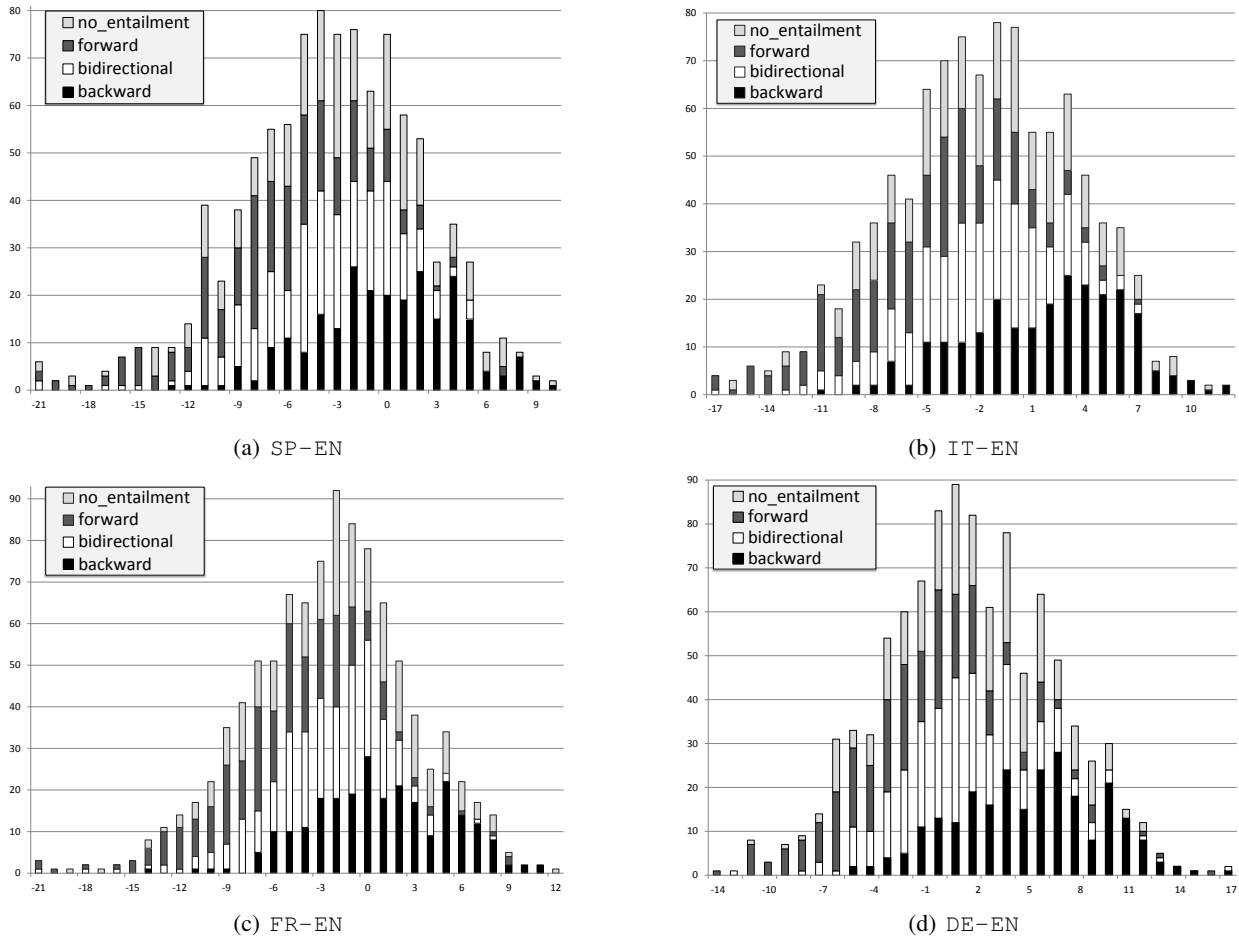 80
70
60
50
40
30
20
10
0
no_entailment
forward
bidirectional
backward
-21 -18 -15 -12 -9 -6 -3 0 3 6 9
(a) SP-EN
80
70
60
50
40
30
20
10
0
no_entailment
forward
bidirectional
backward
-17 -14 -11 -8 -5 -2 1 4 7 10
(b) IT-EN
90
80
70
60
50
40
30
20
10
0
no_entailment
forward
bidirectional
backward
-21 -18 -15 -12 -9 -6 -3 0 3 6 9 12
(c) FR-EN
90
80
70
60
50
40
30
20
10
0
no_entailment
forward
bidirectional
backward
-14 -10 -7 -4 -1 2 5 8 11 14 17
(d) DE-EN